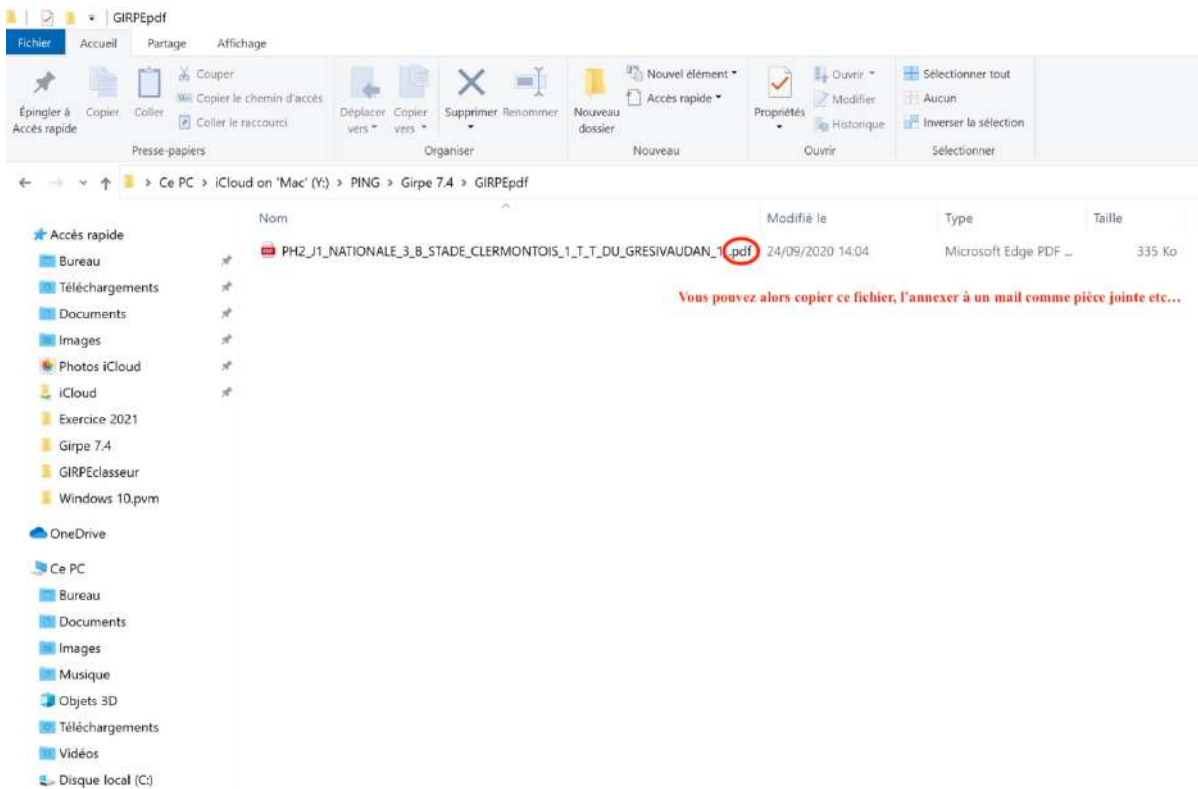 GIRPEpdf
Fichier Accueil Partage Affichage
Épingler à Accès rapide
Copier
Coller
Couper
Copier le chemin d'accès
Coller le raccourci
Presse-papiers
Déplacer vers
Copier vers
Supprimer
Renommer
Organiser
Nouveau dossier
Nouvel élément
Accès rapide
Nouveau
Propriétés
Ouvrir
Modifier
Historique
Ouvrir
Sélectionner tout
Aucun
Inverser la sélection
Sélectionner
Ce PC > iCloud on 'Mac' (Y:) > PING > Girpe 7.4 > GIRPEpdf
Nom Modifié le Type Taille
PH2_J1_NATIONALE_3_8_STADE_CLERMONTOIS_1_T_T_DU_GRESIVAUDAN_1.pdf 24/09/2020 14:04 Microsoft Edge PDF ... 335 Ko
Vous pouvez alors copier ce fichier, l'annexer à un mail comme pièce jointe etc…
Accès rapide
Bureau
Téléchargements
Documents
Images
Photos iCloud
iCloud
Exercice 2021
Girpe 7.4
GIRPEclasseur
Windows 10.pvm
OneDrive
Ce PC
Bureau
Documents
Images
Musique
Objets 3D
Téléchargements
Vidéos
Disque local (C:)